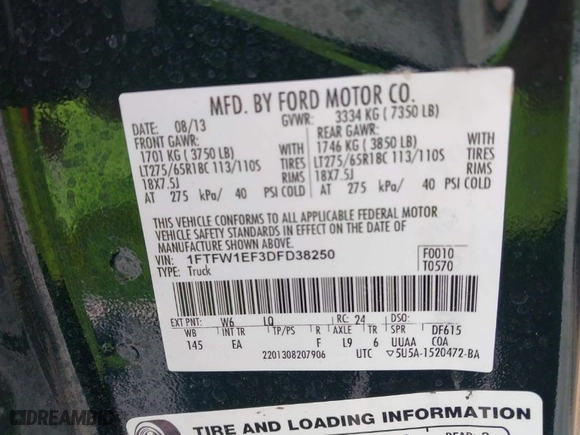 MFD. BY FORD MOTOR CO.
DATE: 08/13 GVWR: 3334 KG ( 7350 LB)
FRONT GAWR: REAR GAWR:
1701 KG ( 3750 LB) WITH 1746 KG ( 3850 LB) WITH
LT275/65R18C 113/110S TIRES LT275/65R18C 113/110S TIRES
18X7.5J RIMS 18X7.5J RIMS
AT 275 kPa/ 40 PSI COLD AT 275 kPa/ 40 PSI COLD
THIS VEHICLE CONFORMS TO ALL APPLICABLE FEDERAL MOTOR
VEHICLE SAFETY STANDARDS IN EFFECT ON THE DATE OF
MANUFACTURE SHOWN ABOVE.
VIN: 1FTFW1EF3DFD38250 F0010
TYPE: Truck T0570
EXT PNT: W6 RC: 24 DSO:
WB INT TR TP/PS R AXLE TR SPR DF615
145 EA F L9 6 UUAA COA
2201308207906 UTC ▽5U5A-1520472-BA
TIRE AND LOADING INFORMATION
DREAMBID